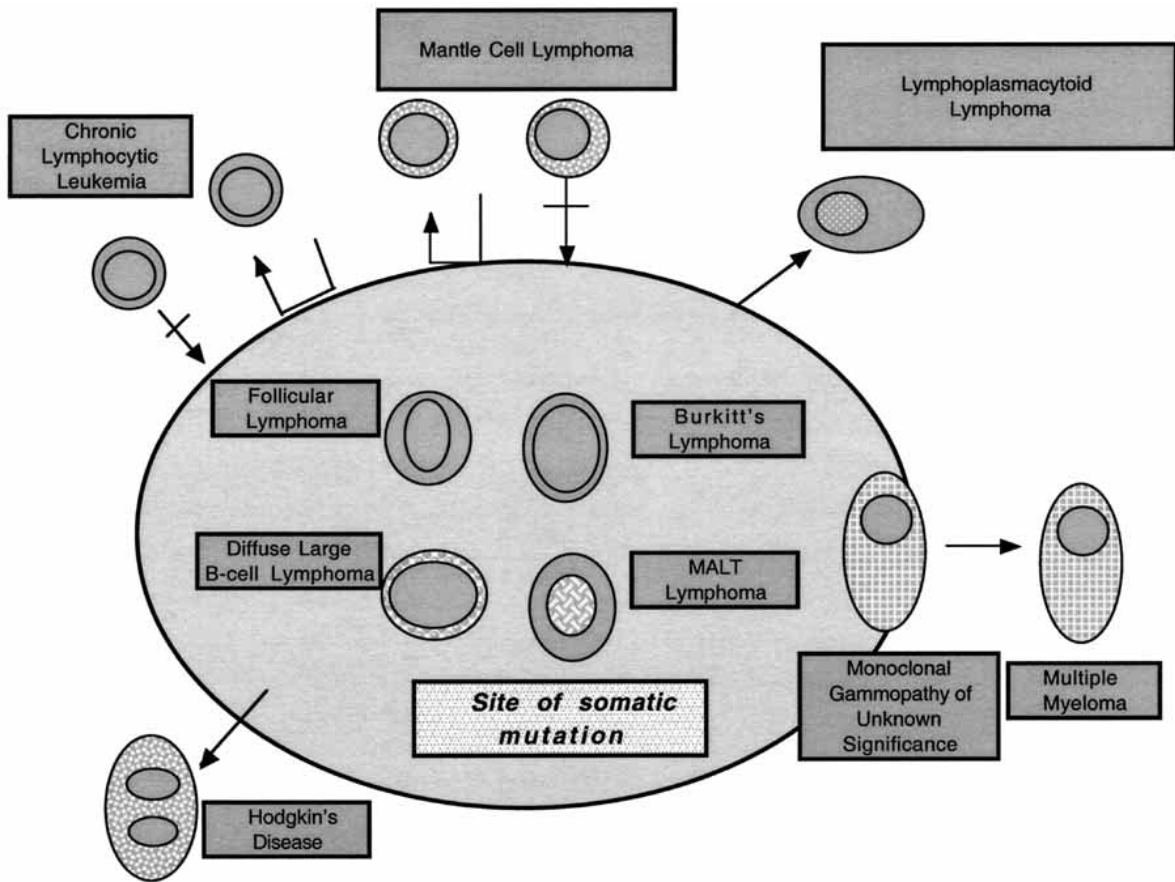 Mantle Cell Lymphoma
Lymphoplasmacytoid
Lymphoma
Chronic
Lymphocytic
Leukemia
Follicular
Lymphoma
Burkitt's
Lymphoma
Diffuse Large
B-cell Lymphoma
MALT
Lymphoma
Site of somatic
mutation
Monoclonal
Gammopathy of
Unknown
Significance
Multiple
Myeloma
Hodgkin's
Disease